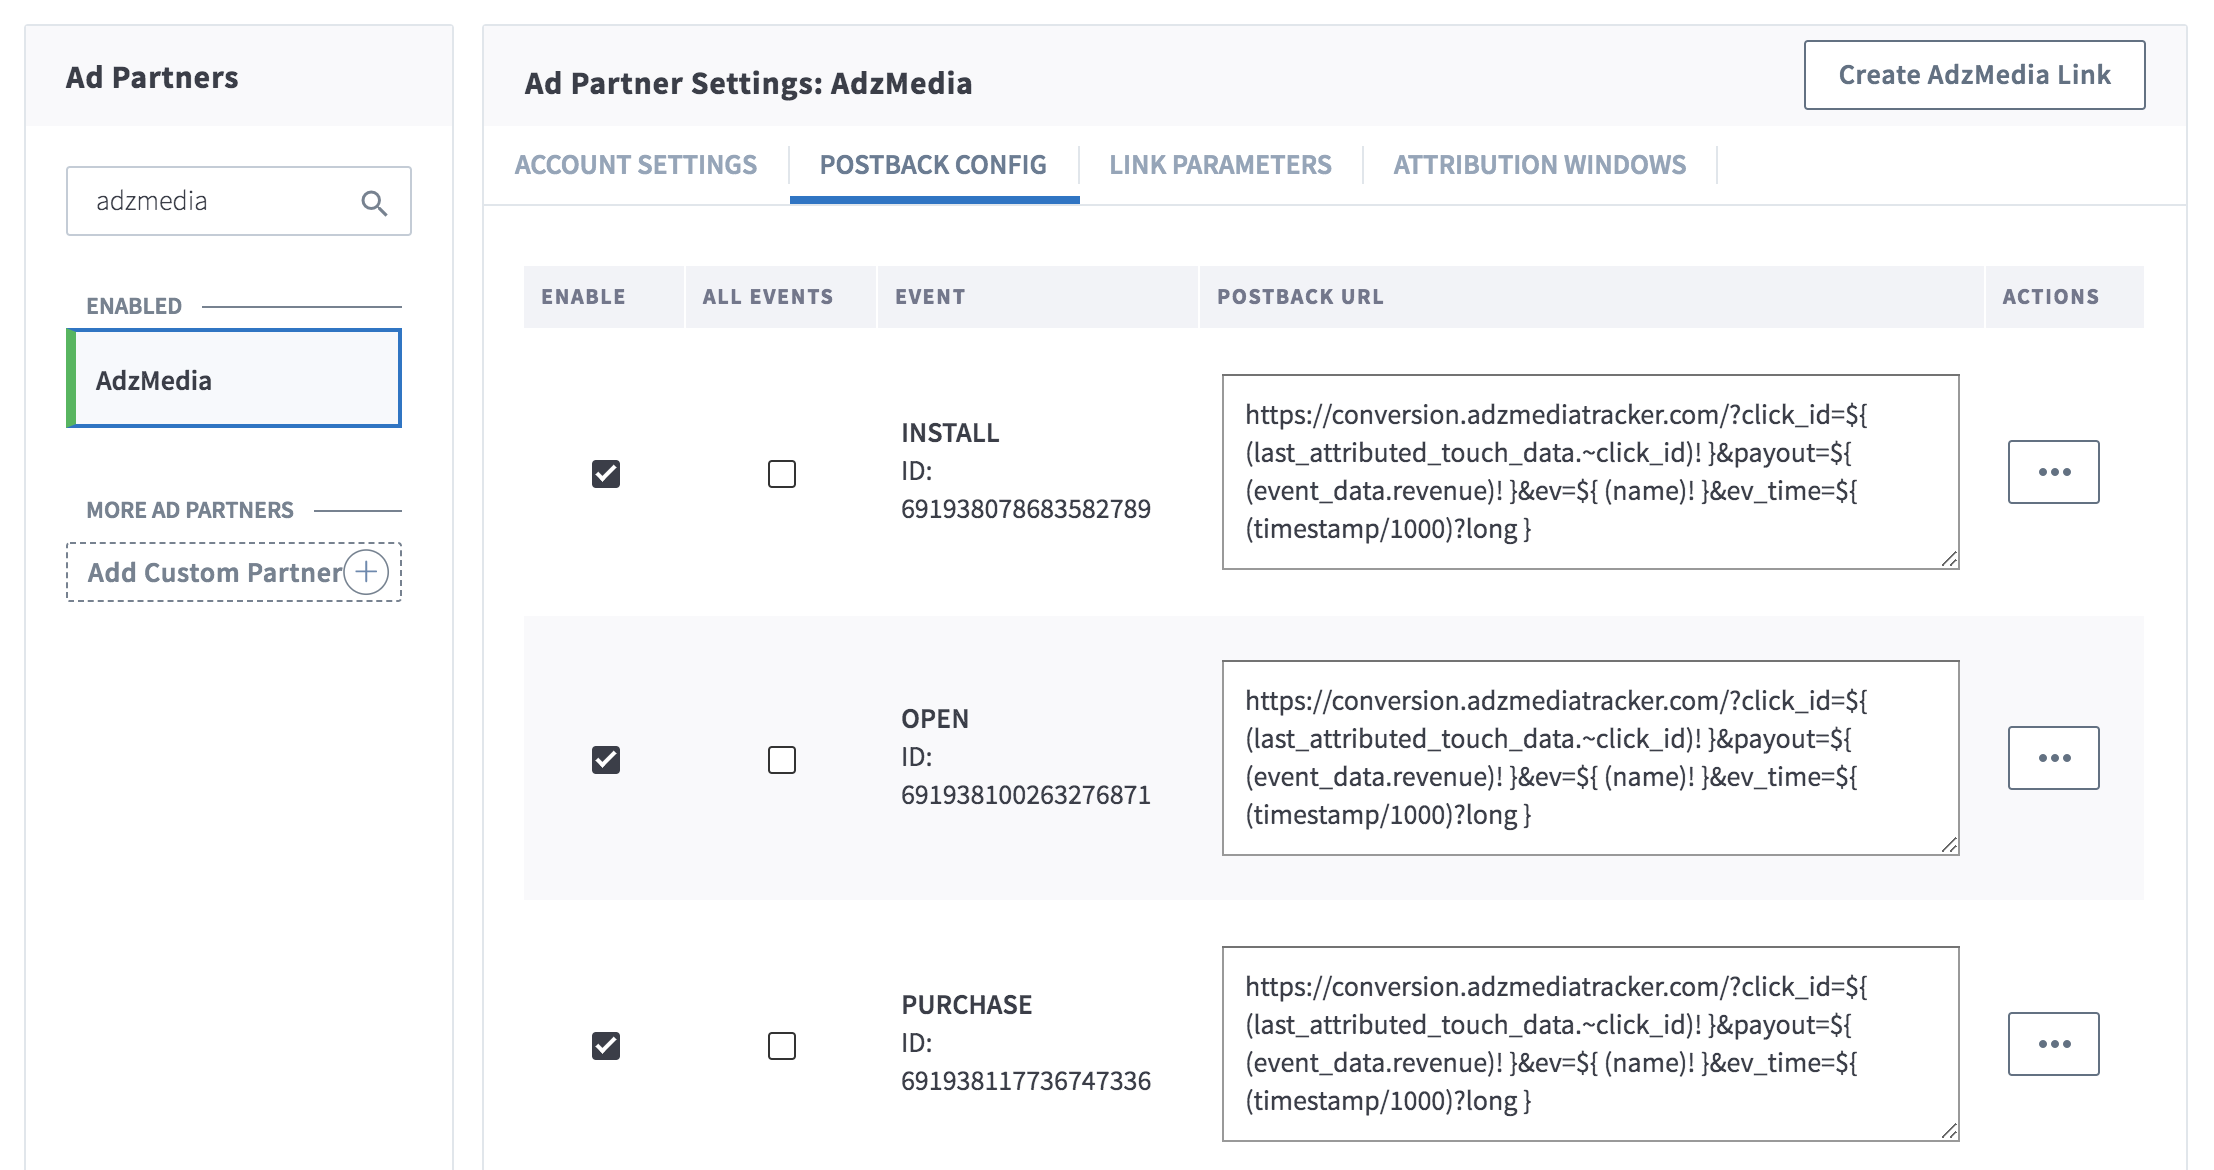 Ad Partners
adzmedia
ENABLED
AdzMedia
MORE AD PARTNERS
Add Custom Partner
Ad Partner Settings: AdzMedia
Create AdzMedia Link
ACCOUNT SETTINGS
POSTBACK CONFIG
LINK PARAMETERS
ATTRIBUTION WINDOWS
ENABLE
ALL EVENTS
EVENT
POSTBACK URL
ACTIONS
INSTALL
ID:
691938078683582789
https://conversion.adzmediatracker.com/?click_id=${
(last_attributed_touch_data.~click_id)! }&payout=${
(event_data.revenue)! }&ev=${ (name)! }&ev_time=${
(timestamp/1000)?long }
OPEN
ID:
691938100263276871
https://conversion.adzmediatracker.com/?click_id=${
(last_attributed_touch_data.~click_id)! }&payout=${
(event_data.revenue)! }&ev=${ (name)! }&ev_time=${
(timestamp/1000)?long }
PURCHASE
ID:
691938117736747336
https://conversion.adzmediatracker.com/?click_id=${
(last_attributed_touch_data.~click_id)! }&payout=${
(event_data.revenue)! }&ev=${ (name)! }&ev_time=${
(timestamp/1000)?long }